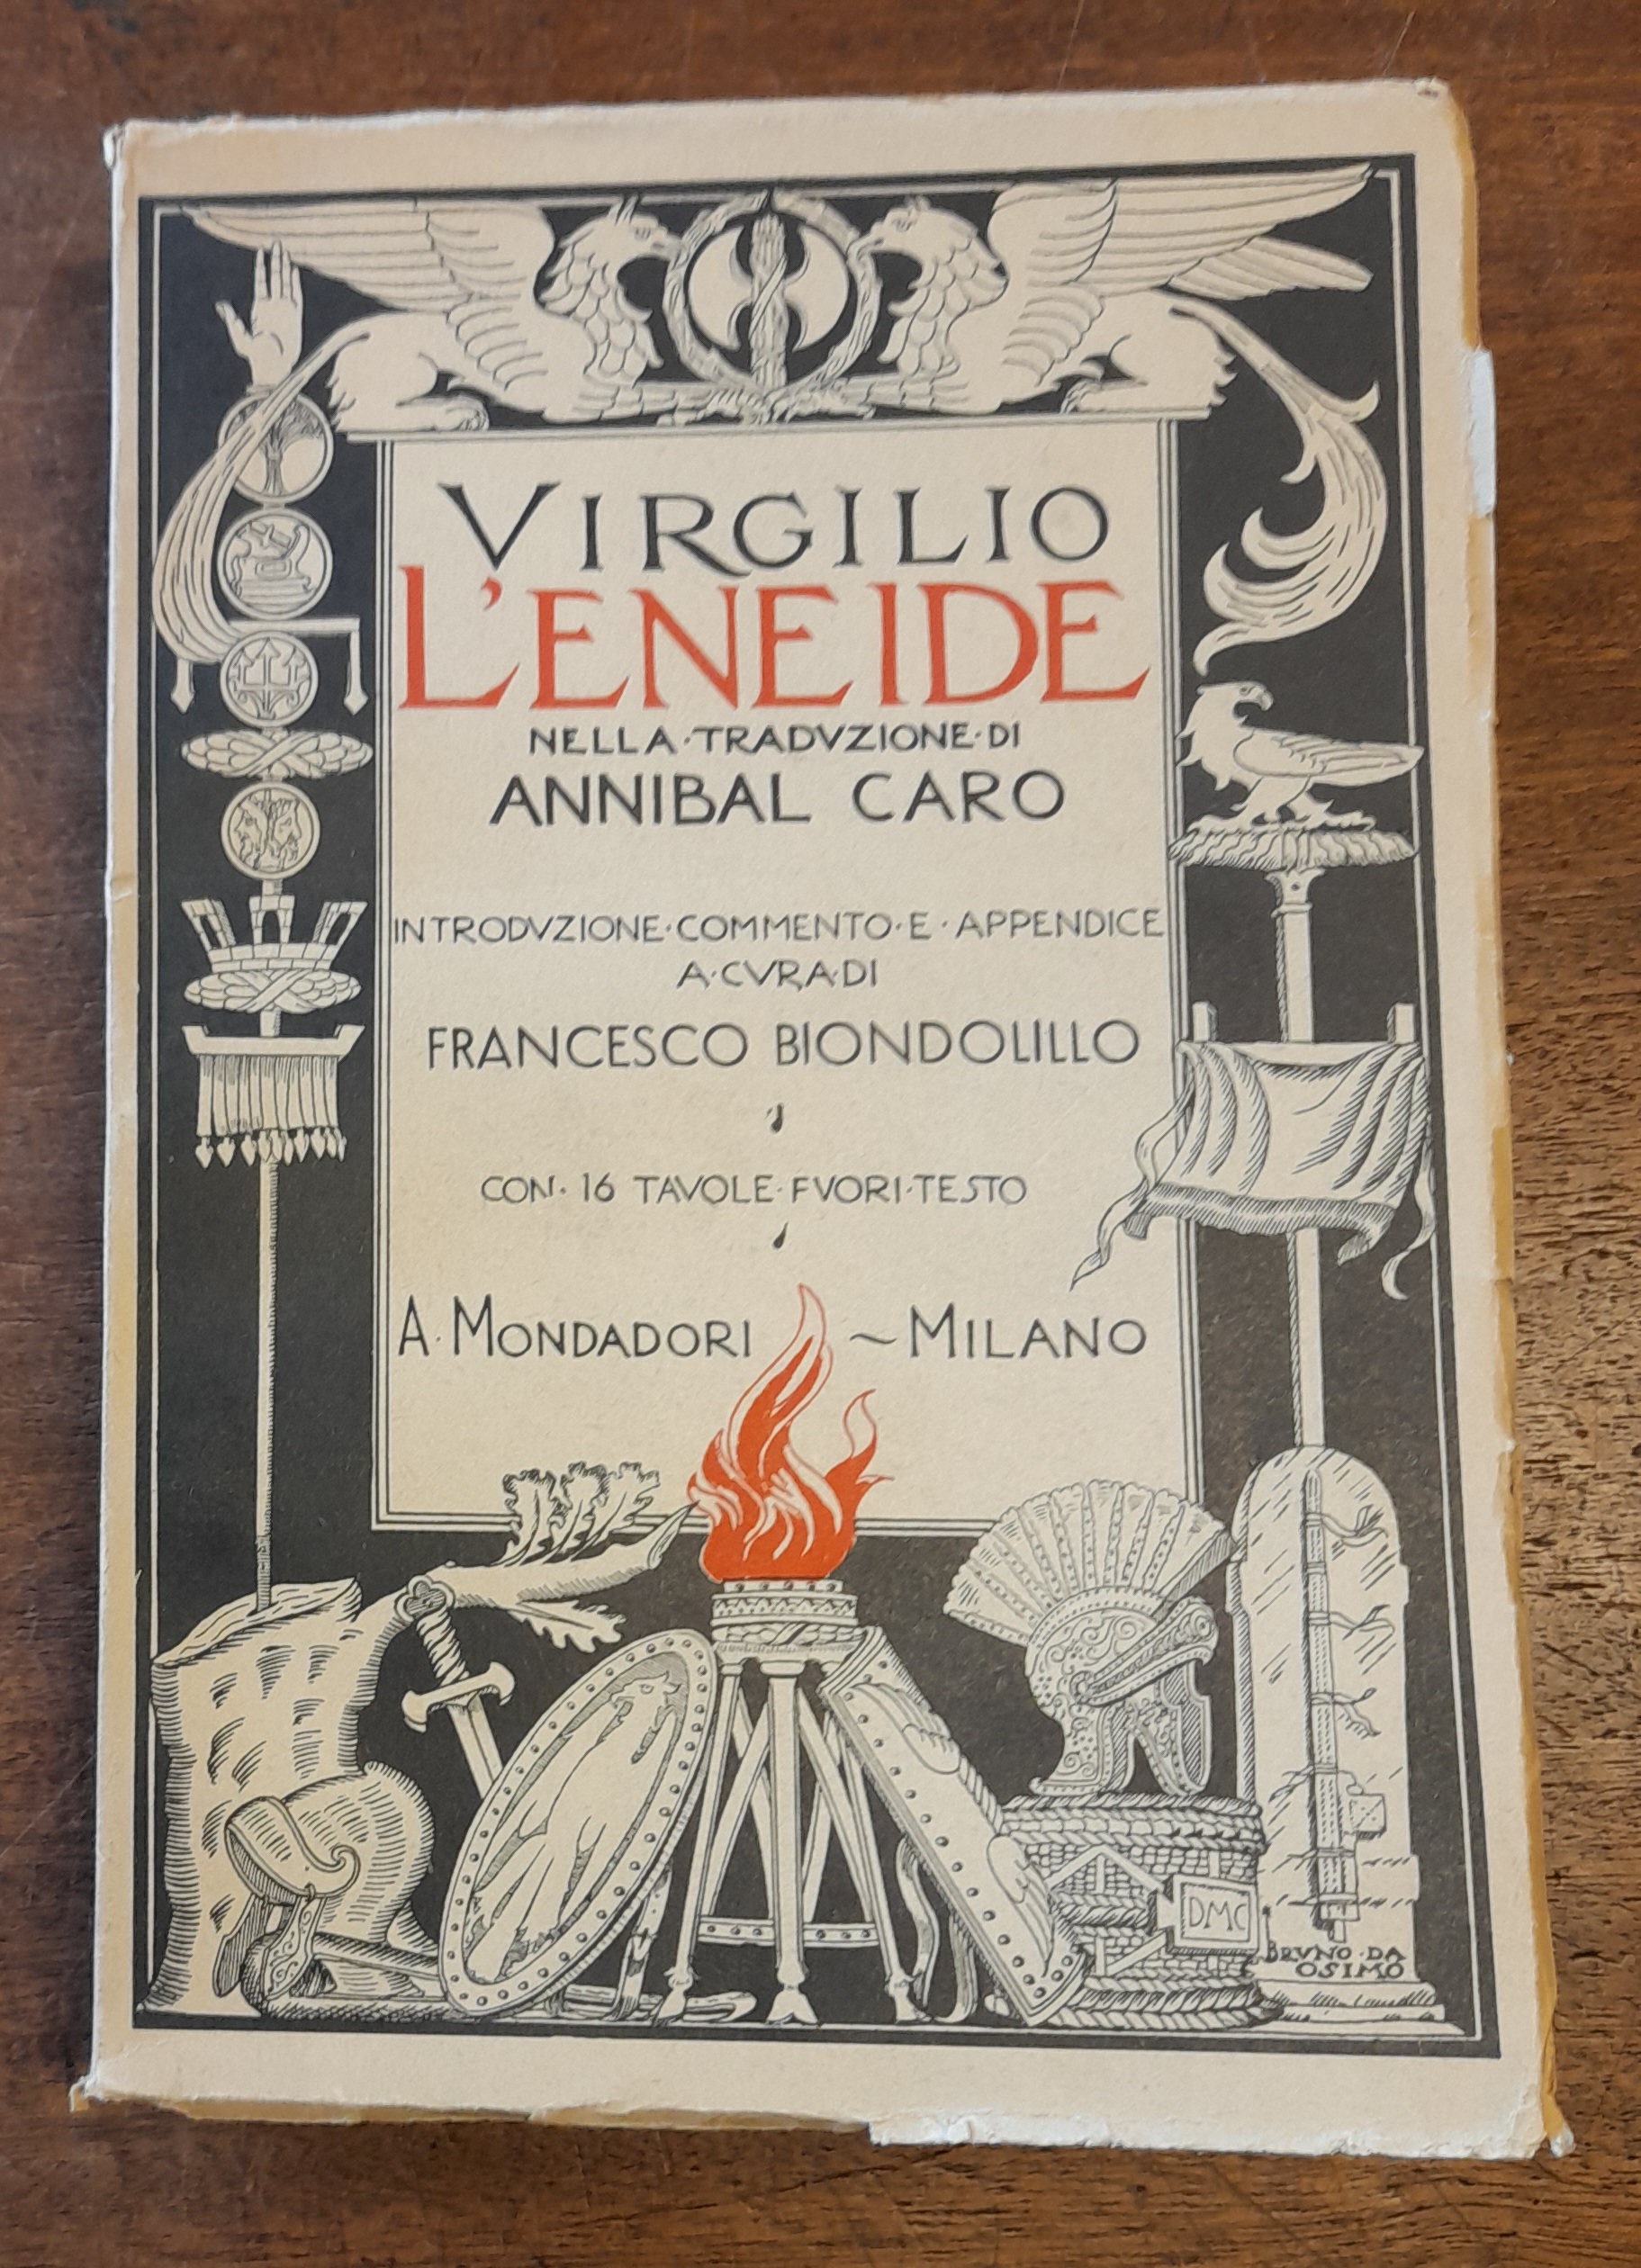 VIRGILIO
L'ENEIDE
NELLA·TRADVZIONE·DI
ANNIBAL CARO
INTRODVZIONE·COMMENTO·E·APPENDICE
A·CVRA·DI
FRANCESCO BIONDOLILLO
CON·16 TAVOLE·FVORI·TESTO
A·MONDADORI ~ MILANO
DMC
BRVNO·DA
OSIMO